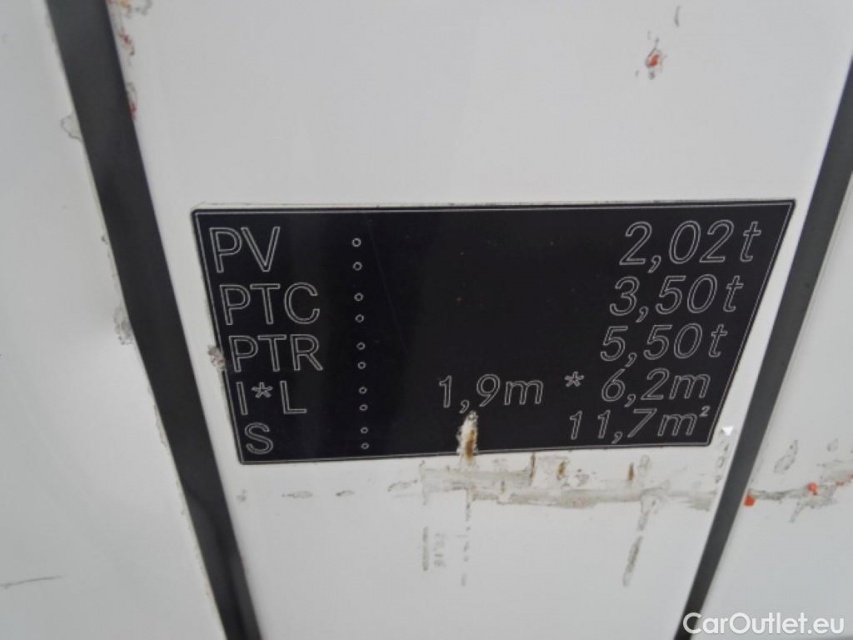 PV : 2,02t
PTC : 3,50t
PTR : 5,50t
l*L : 1,9m * 6,2m
S : 11,7m²
CarOutlet.eu